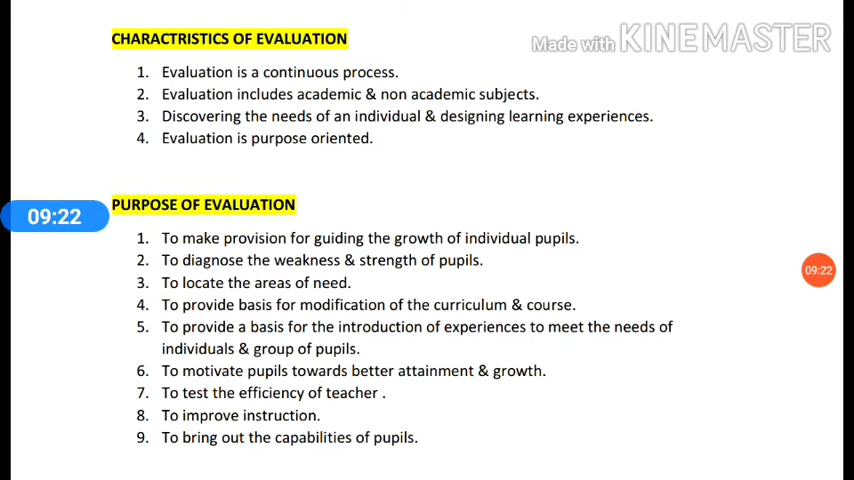 CHARACTRISTICS OF EVALUATION
Made with KINEMASTER
1. Evaluation is a continuous process.
2. Evaluation includes academic & non academic subjects.
3. Discovering the needs of an individual & designing learning experiences.
4. Evaluation is purpose oriented.
PURPOSE OF EVALUATION
09:22
1. To make provision for guiding the growth of individual pupils.
2. To diagnose the weakness & strength of pupils.
09:22
3. To locate the areas of need.
4. To provide basis for modification of the curriculum & course.
5. To provide a basis for the introduction of experiences to meet the needs of
individuals & group of pupils.
6. To motivate pupils towards better attainment & growth.
7. To test the efficiency of teacher .
8. To improve instruction.
9. To bring out the capabilities of pupils.